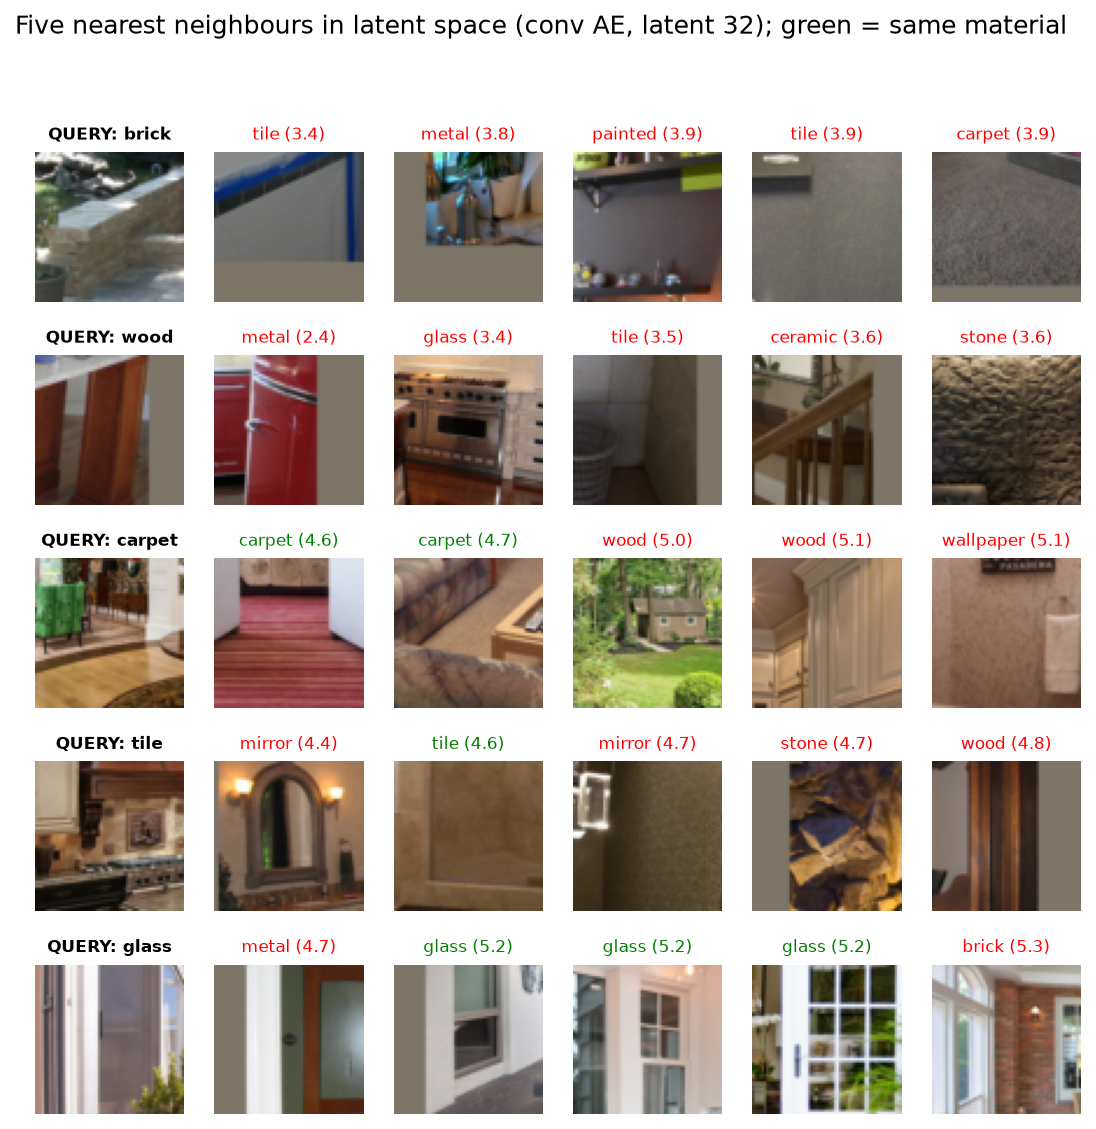 Five nearest neighbours in latent space (conv AE, latent 32); green = same material
QUERY: brick
tile (3.4)
metal (3.8)
painted (3.9)
tile (3.9)
carpet (3.9)
QUERY: wood
metal (2.4)
glass (3.4)
tile (3.5)
ceramic (3.6)
stone (3.6)
QUERY: carpet
carpet (4.6)
carpet (4.7)
wood (5.0)
wood (5.1)
wallpaper (5.1)
PASADENA
QUERY: tile
mirror (4.4)
tile (4.6)
mirror (4.7)
stone (4.7)
wood (4.8)
QUERY: glass
metal (4.7)
glass (5.2)
glass (5.2)
glass (5.2)
brick (5.3)